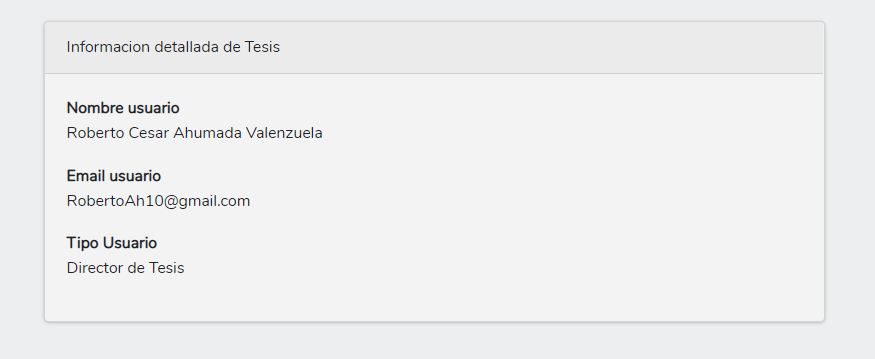 Informacion detallada de Tesis
Nombre usuario
Roberto Cesar Ahumada Valenzuela
Email usuario
RobertoAh10@gmail.com
Tipo Usuario
Director de Tesis